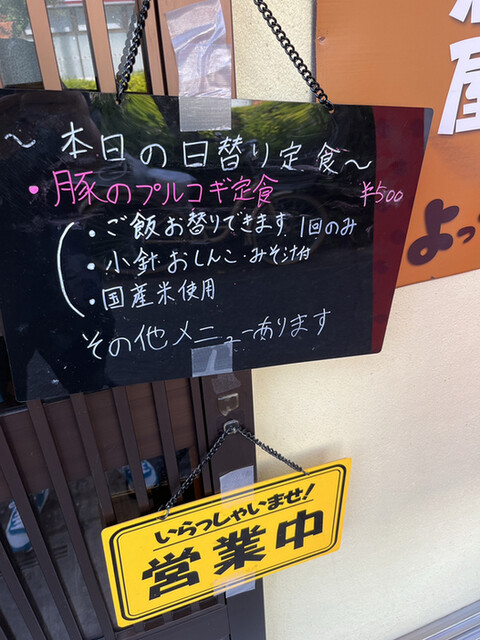 ～本日の日替り定食～
・豚のプルコギ定食 ¥500
・ご飯お替りできます。1回のみ
・小鉢・おしんこ・みそ汁付
・国産米使用
その他メニューあります
屋
よっ
いらっしゃいませ!
営業中